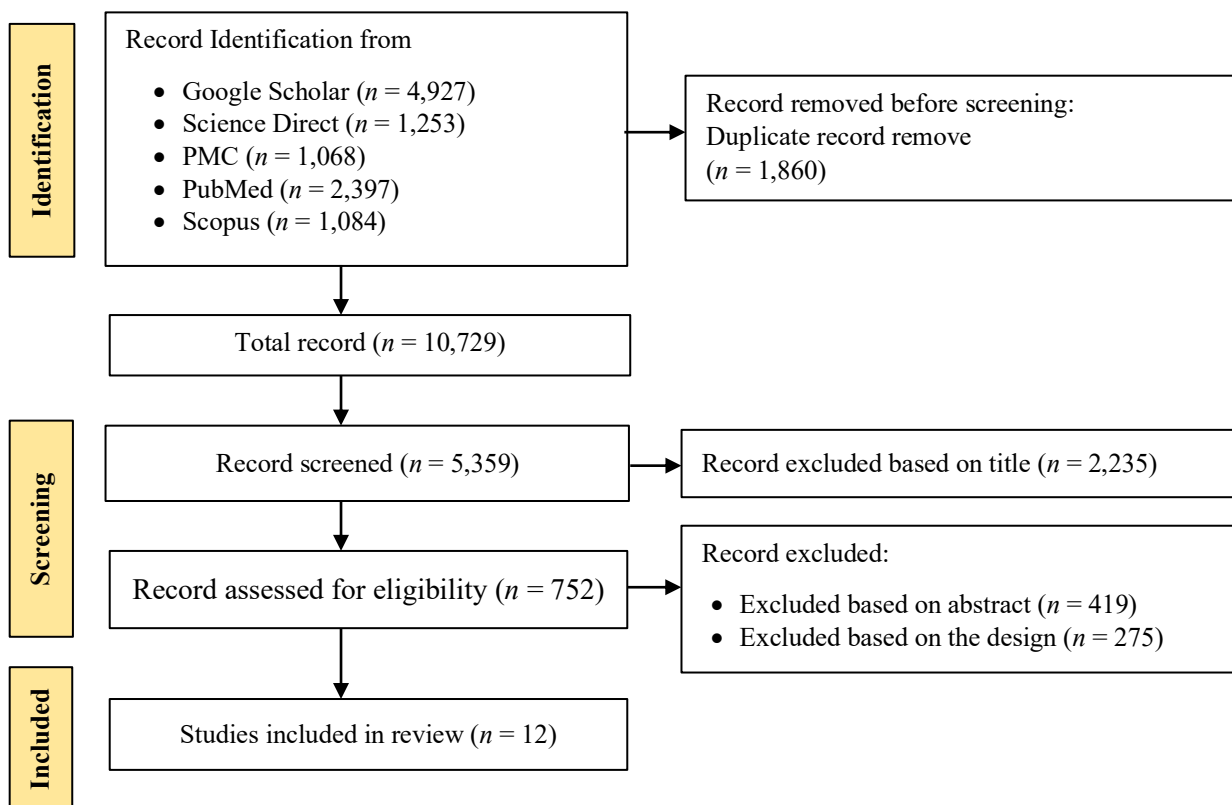 Identification
Record Identification from
• Google Scholar (n = 4,927)
• Science Direct (n = 1,253)
• PMC (n = 1,068)
• PubMed (n = 2,397)
• Scopus (n = 1,084)
Record removed before screening:
Duplicate record remove
(n = 1,860)
Total record (n = 10,729)
Screening
Record screened (n = 5,359)
Record excluded based on title (n = 2,235)
Record assessed for eligibility (n = 752)
Record excluded:
• Excluded based on abstract (n = 419)
• Excluded based on the design (n = 275)
Included
Studies included in review (n = 12)